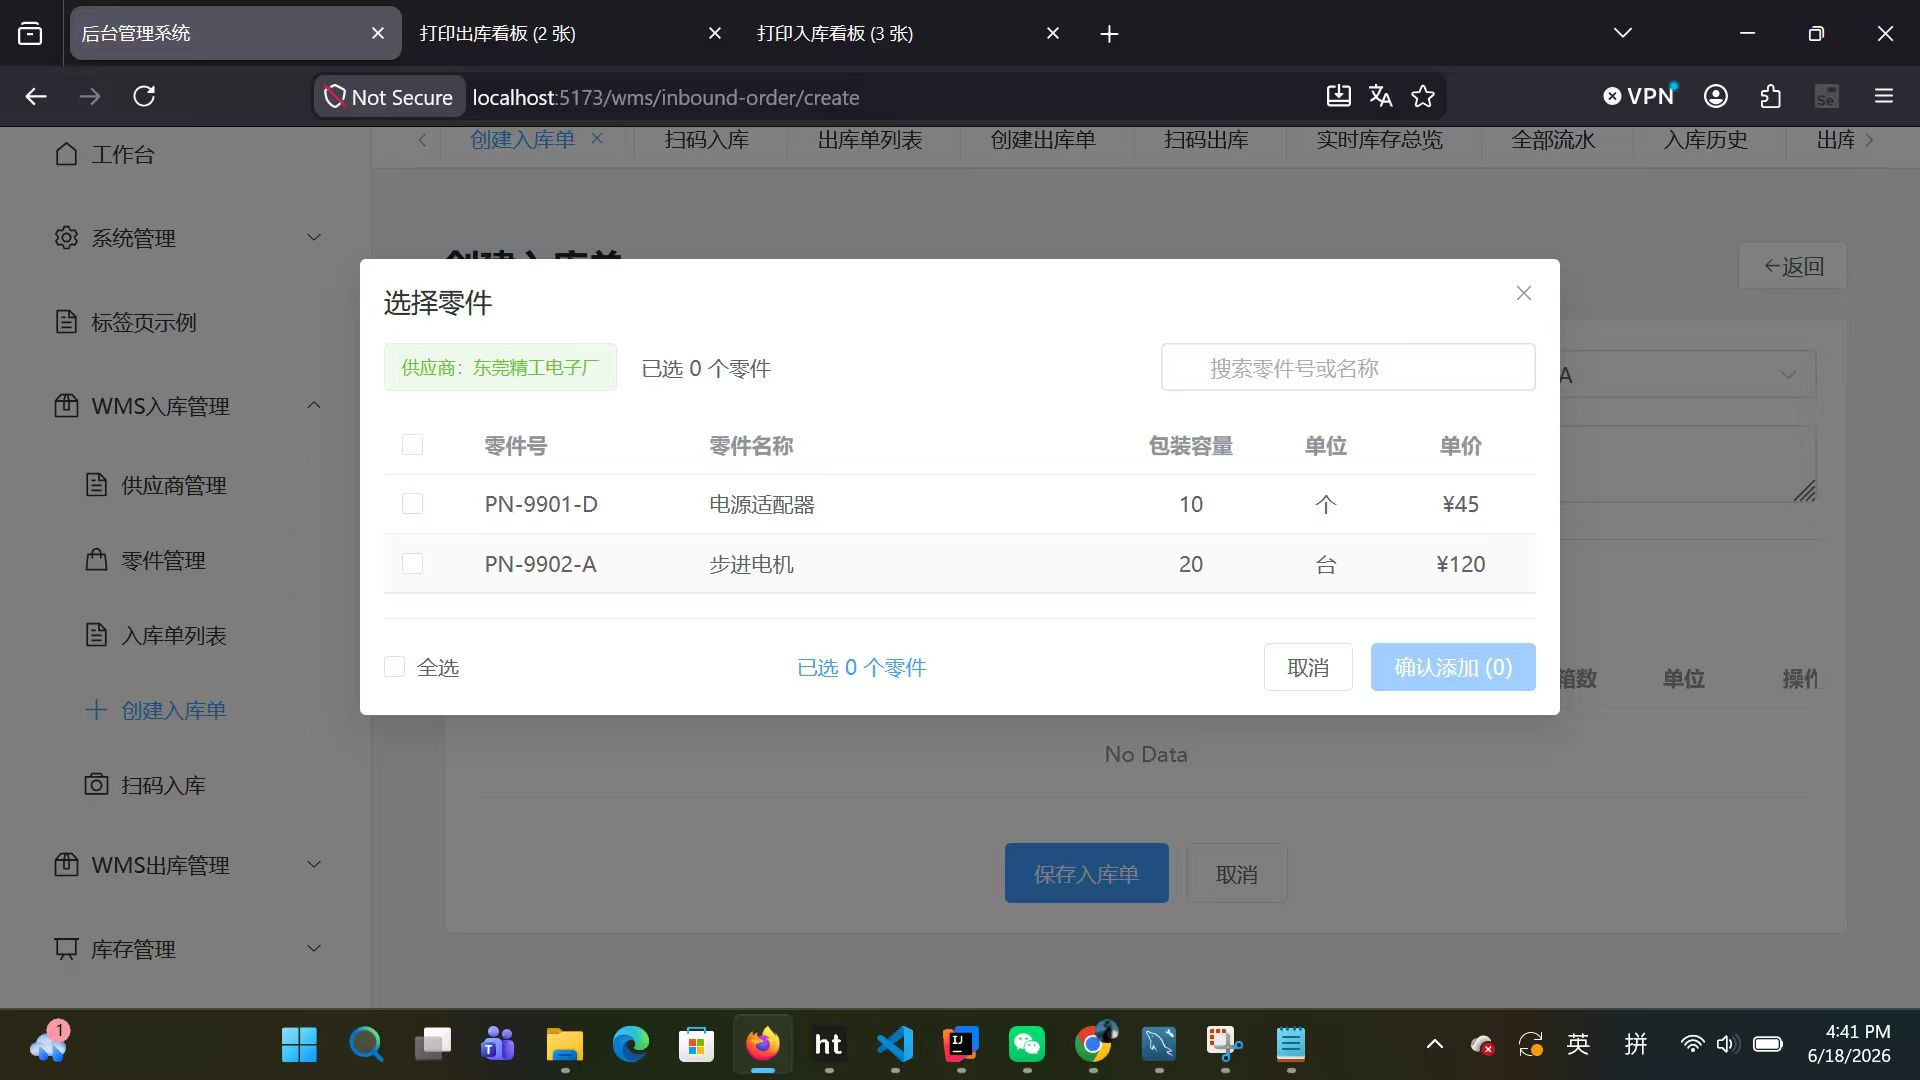 后台管理系统
打印出库看板 (2 张)
打印入库看板 (3 张)
Not Secure
localhost:5173/wms/inbound-order/create
VPN
Se
工作台
系统管理
标签页示例
WMS入库管理
供应商管理
零件管理
入库单列表
创建入库单
扫码入库
WMS出库管理
库存管理
创建入库单
扫码入库
出库单列表
创建出库单
扫码出库
实时库存总览
全部流水
入库历史
出库
创建入库单
返回
A
选择零件
供应商：东莞精工电子厂
已选 0 个零件
搜索零件号或名称
零件号 零件名称 包装容量 单位 单价
PN-9901-D 电源适配器 10 个 ¥45
PN-9902-A 步进电机 20 台 ¥120
全选
已选 0 个零件
取消
确认添加 (0)
箱数 单位 操作
No Data
保存入库单
取消
1
ht
英
拼
4:41 PM
6/18/2026